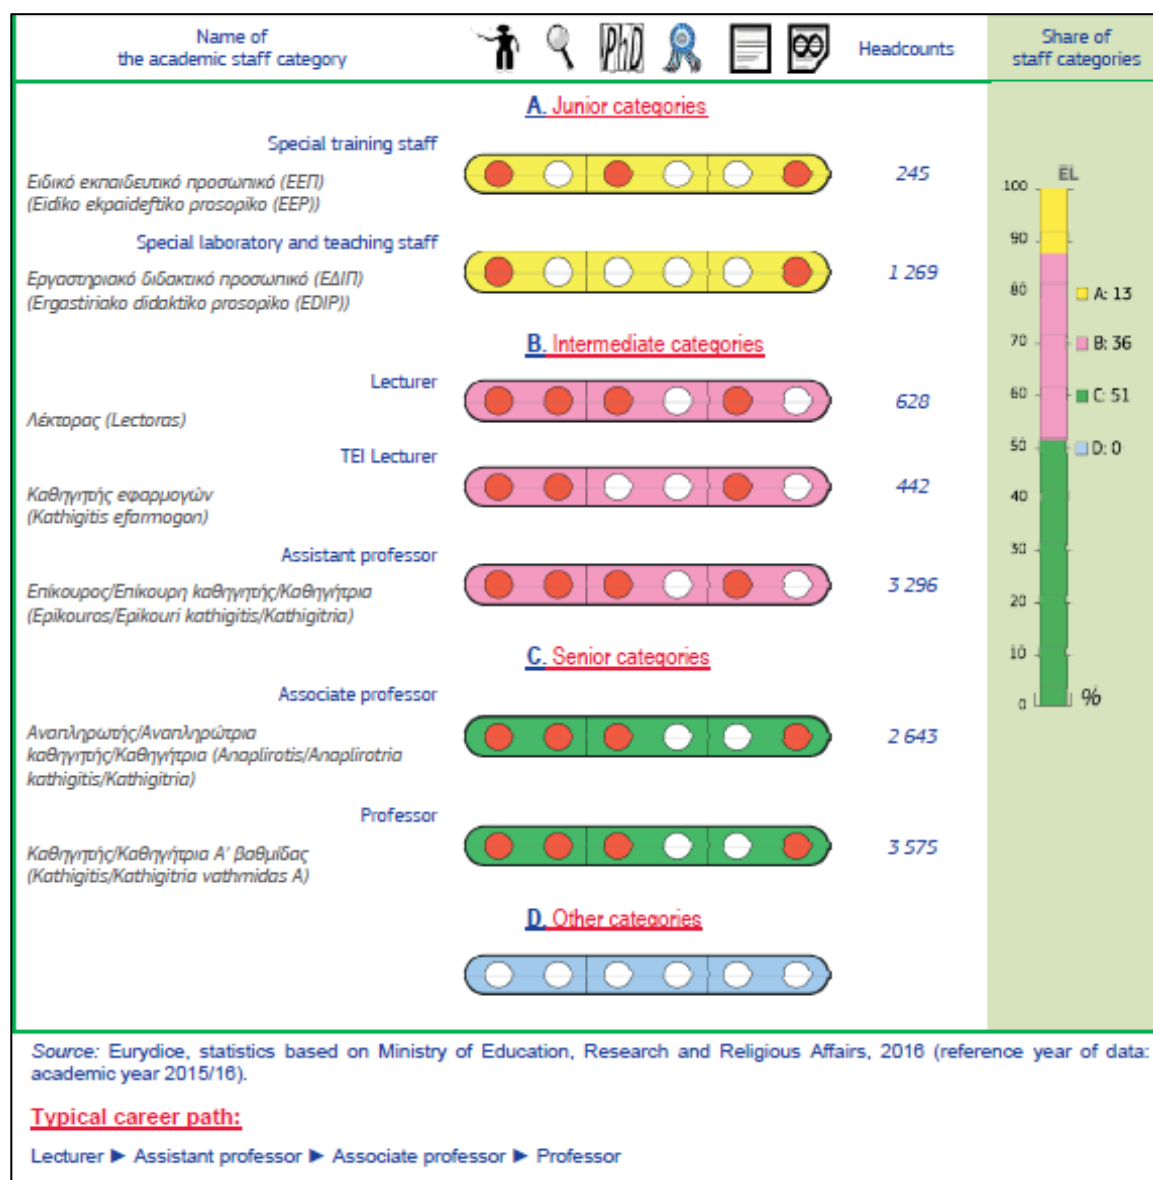 Name of
the academic staff category
PhD
∞
Headcounts
Share of
staff categories
A. Junior categories
Special training staff
Ειδικό εκπαιδευτικό προσωπικό (ΕΕΠ)
(Eidiko ekpaideftiko prosopiko (EEP))
245
Special laboratory and teaching staff
Εργαστηριακό διδακτικό προσωπικό (ΕΔΙΠ)
(Ergastiriako didaktiko prosopiko (EDIP))
1 269
B. Intermediate categories
Lecturer
Λέκτορας (Lectoras)
628
TEI Lecturer
Καθηγητής εφαρμογών
(Kathigitis efarmogon)
442
Assistant professor
Επίκουρος/Επίκουρη καθηγητής/Καθηγήτρια
(Epikouros/Epikouri kathigitis/Kathigitria)
3 296
C. Senior categories
Associate professor
Αναπληρωτής/Αναπληρώτρια
καθηγητής/Καθηγήτρια (Anaplirotis/Anaplirotria
kathigitis/Kathigitria)
2 643
Professor
Καθηγητής/Καθηγήτρια Α' βαθμίδας
(Kathigitis/Kathigitria vathmidas A)
3 575
D. Other categories
EL
100
90
80
70
60
50
40
30
20
10
0
%
A: 13
B: 36
C: 51
D: 0
Source: Eurydice, statistics based on Ministry of Education, Research and Religious Affairs, 2016 (reference year of data:
academic year 2015/16).
Typical career path:
Lecturer ► Assistant professor ► Associate professor ► Professor